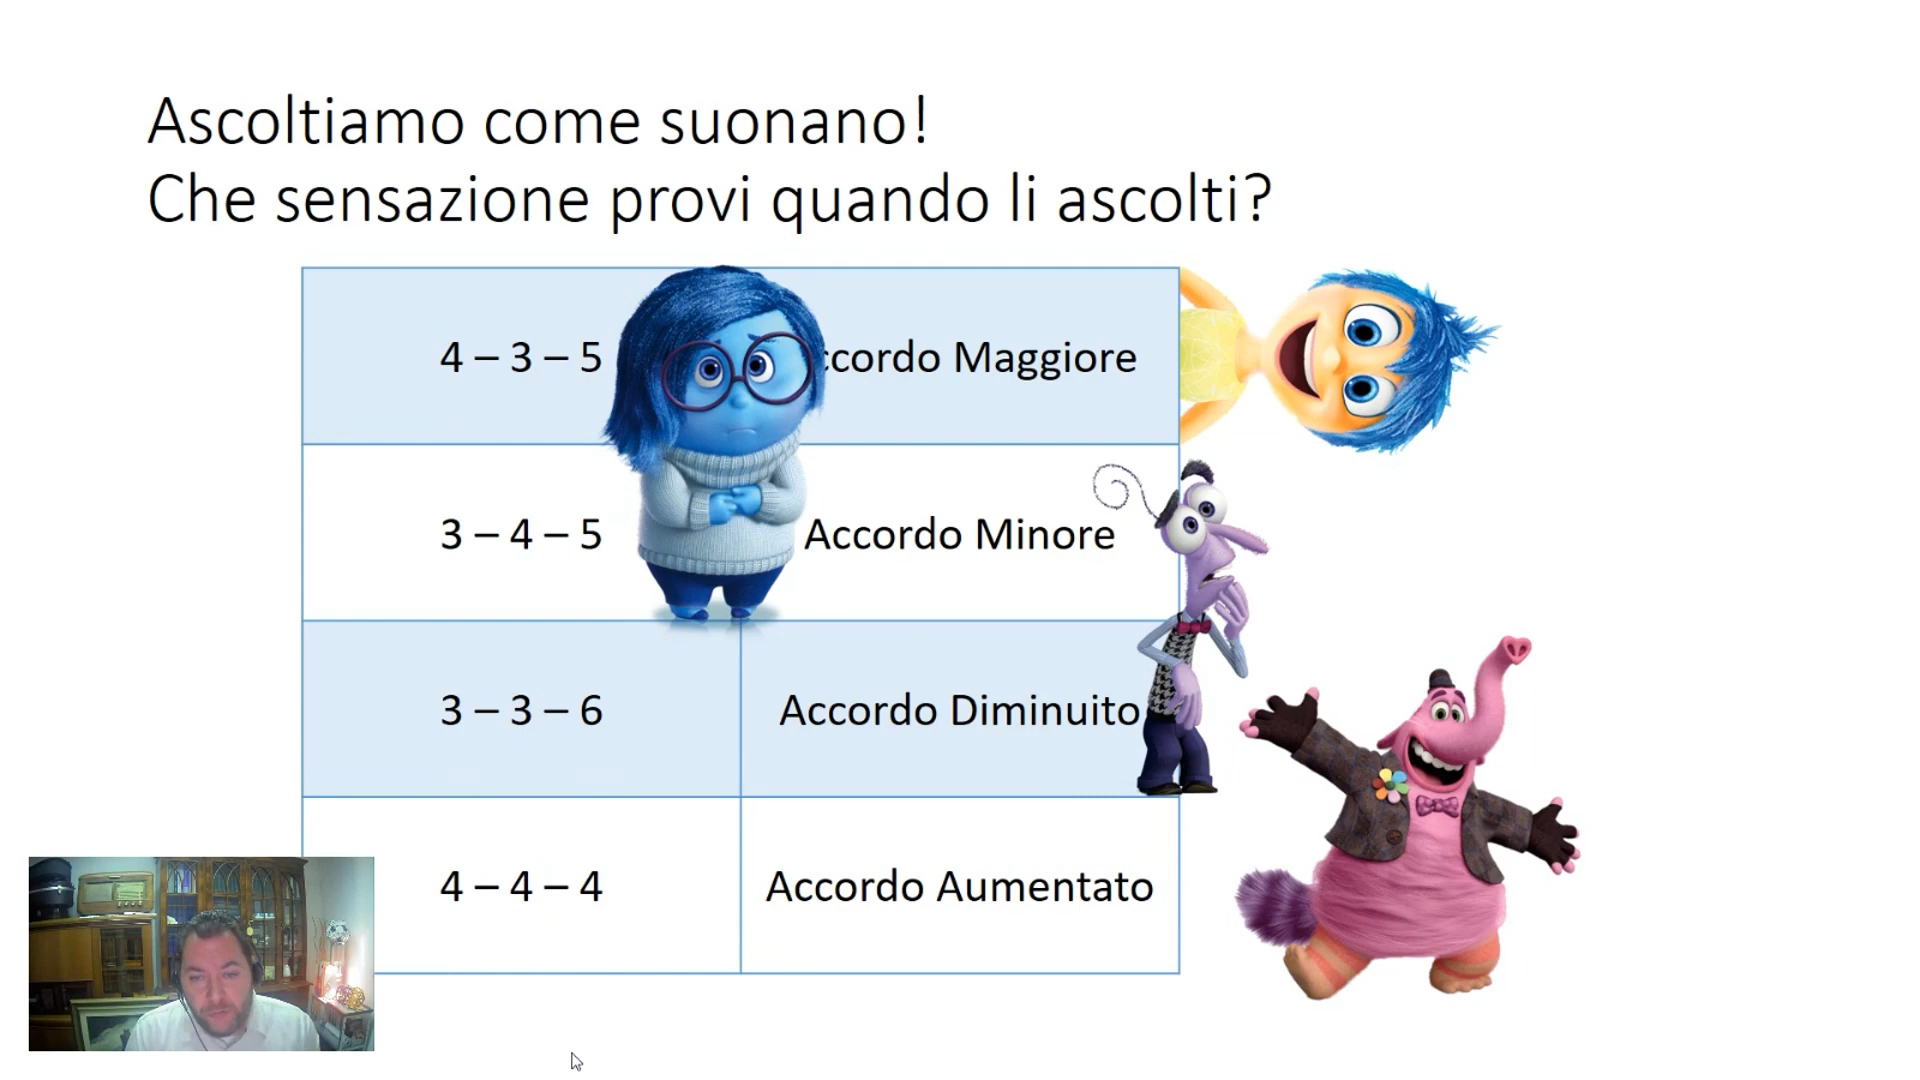 Ascoltiamo come suonano!
Che sensazione provi quando li ascolti?
4 – 3 – 5 ccordo Maggiore
3 – 4 – 5 Accordo Minore
3 – 3 – 6 Accordo Diminuito
4 – 4 – 4 Accordo Aumentato